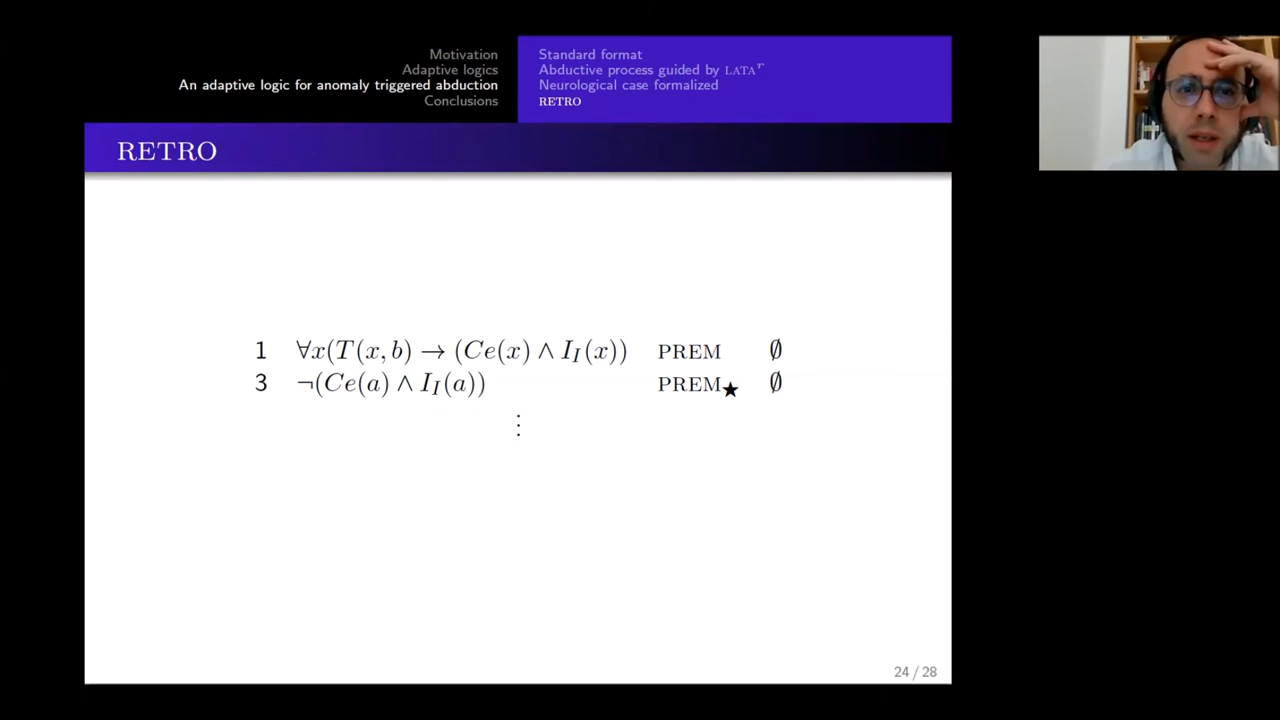 Motivation
Adaptive logics
An adaptive logic for anomaly triggered abduction
Conclusions
Standard format
Abductive process guided by LATAʳ
Neurological case formalized
RETRO
RETRO
1 ∀x(T(x, b) → (Ce(x) ∧ I_I(x)) PREM ∅
3 ¬(Ce(a) ∧ I_I(a)) PREM★ ∅
⋮
24 / 28